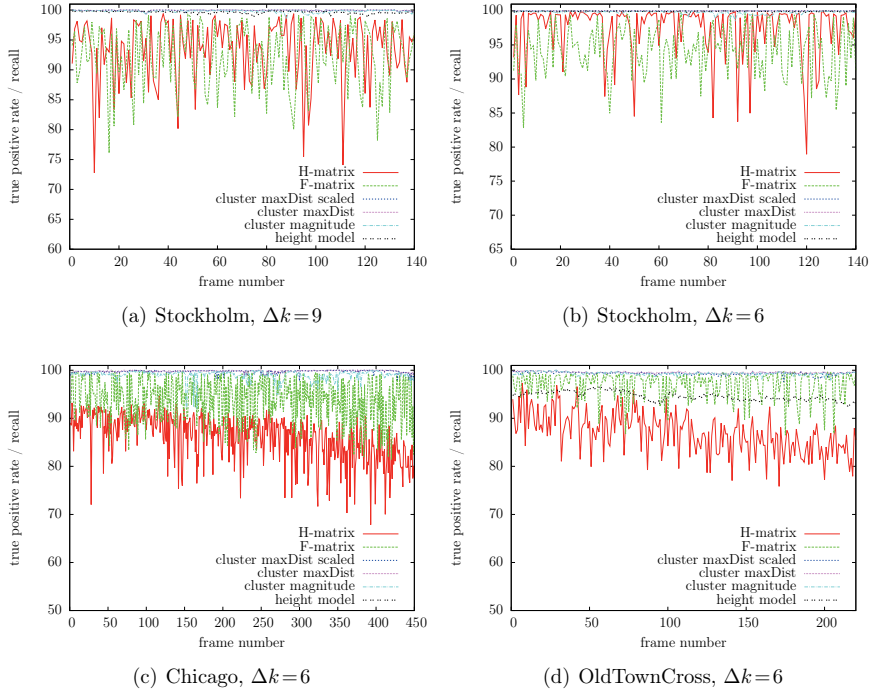 true positive rate / recall
100
95
90
85
80
75
70
65
60
H-matrix
F-matrix
cluster maxDist scaled
cluster maxDist
cluster magnitude
height model
0 20 40 60 80 100 120 140
frame number
(a) Stockholm, Δk=9
true positive rate / recall
100
95
90
85
80
75
70
65
H-matrix
F-matrix
cluster maxDist scaled
cluster maxDist
cluster magnitude
height model
0 20 40 60 80 100 120 140
frame number
(b) Stockholm, Δk=6
true positive rate / recall
100
90
80
70
60
50
H-matrix
F-matrix
cluster maxDist scaled
cluster maxDist
cluster magnitude
height model
0 50 100 150 200 250 300 350 400 450
frame number
(c) Chicago, Δk=6
true positive rate / recall
100
90
80
70
60
50
H-matrix
F-matrix
cluster maxDist scaled
cluster maxDist
cluster magnitude
height model
0 50 100 150 200
frame number
(d) OldTownCross, Δk=6